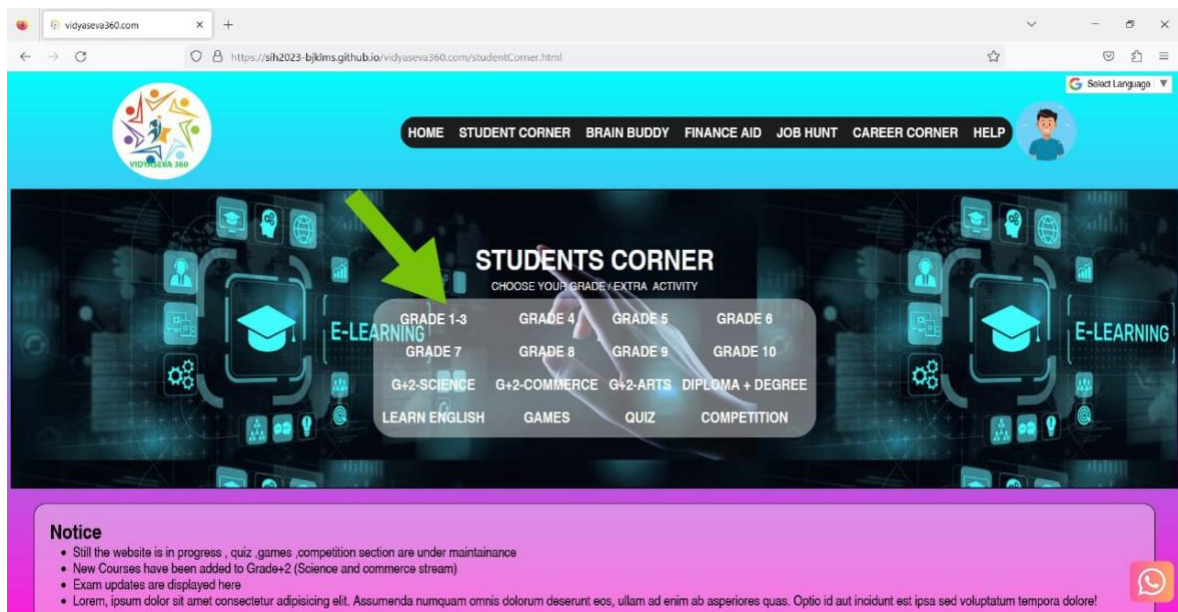 vidyaseva360.com
https://sih2023-bjklms.github.io/vidyaseva360.com/studentCorner.html
Select Language
VIDYASEVA 360
HOME STUDENT CORNER BRAIN BUDDY FINANCE AID JOB HUNT CAREER CORNER HELP
STUDENTS CORNER
CHOOSE YOUR GRADE / EXTRA ACTIVITY
E-LEARNING
E-LEARNING
GRADE 1-3 GRADE 4 GRADE 5 GRADE 6
GRADE 7 GRADE 8 GRADE 9 GRADE 10
G+2-SCIENCE G+2-COMMERCE G+2-ARTS DIPLOMA + DEGREE
LEARN ENGLISH GAMES QUIZ COMPETITION
Notice
• Still the website is in progress , quiz ,games ,competition section are under maintainance
• New Courses have been added to Grade+2 (Science and commerce stream)
• Exam updates are displayed here
• Lorem, ipsum dolor sit amet consectetur adipisicing elit. Assumenda numquam omnis dolorum deserunt eos, ullam ad enim ab asperiores quas. Optio id aut incidunt est ipsa sed voluptatum tempora dolore!